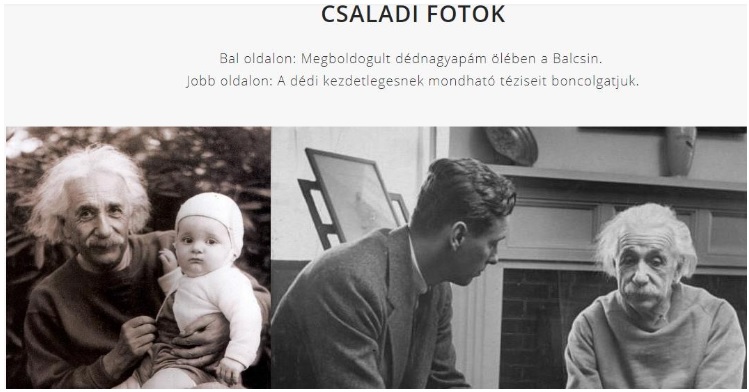 CSALADI FOTOK
Bal oldalon: Megboldogult dédnagyapám ölében a Balcsin.
Jobb oldalon: A dédi kezdetlegesnek mondható téziseit boncolgatjuk.